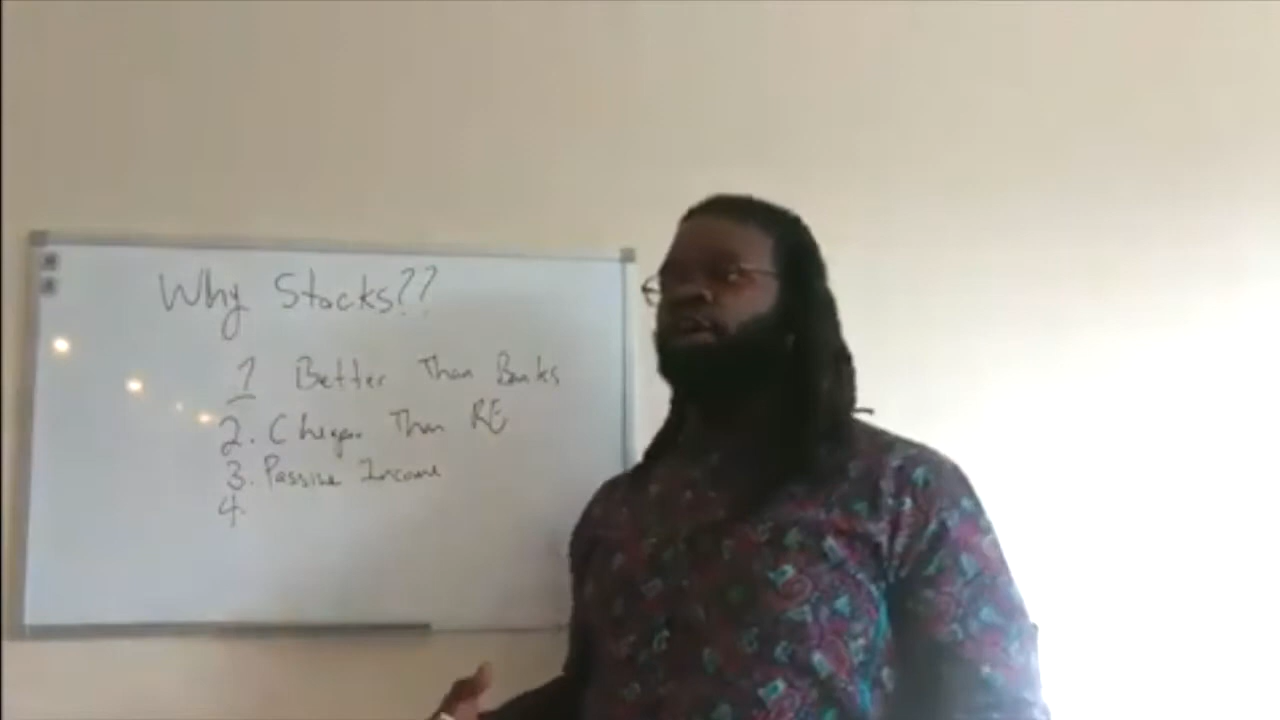 Why Stocks??
1 Better Than Banks
2. Cheaper Than RE
3. Passive Income
4.